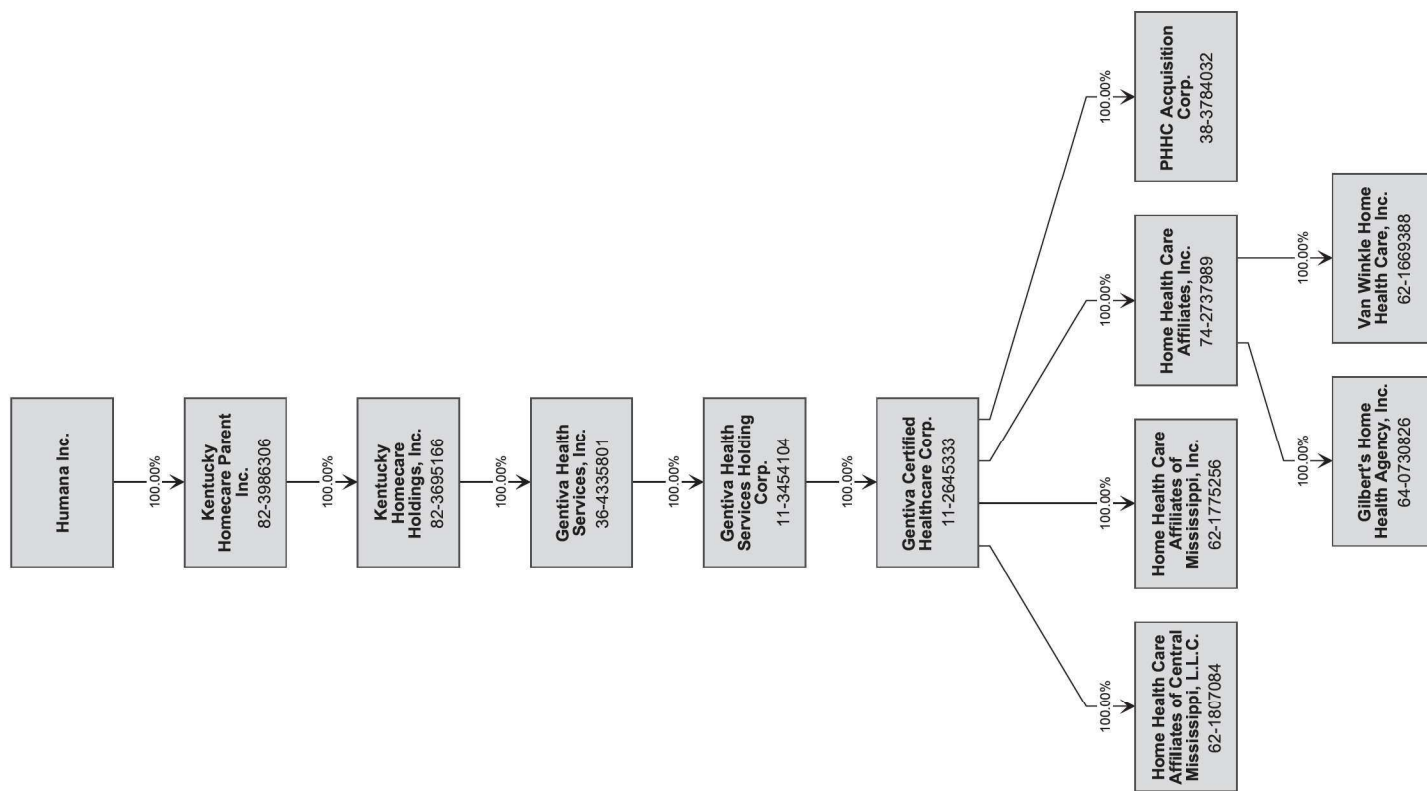 Humana Inc.
100.00%
Kentucky
Homecare Parent
Inc.
82-3986306
100.00%
Kentucky
Homecare
Holdings, Inc.
82-3695166
100.00%
Gentiva Health
Services, Inc.
36-4335801
100.00%
Gentiva Health
Services Holding
Corp.
11-3454104
100.00%
Gentiva Certified
Healthcare Corp.
11-2645333
100.00%
100.00%
100.00%
100.00%
Home Health Care
Affiliates of Central
Mississippi, L.L.C.
62-1807084
Home Health Care
Affiliates of
Mississippi, Inc.
62-1775256
Home Health Care
Affiliates, Inc.
74-2737989
PHHC Acquisition
Corp.
38-3784032
100.00%
100.00%
Gilbert's Home
Health Agency, Inc.
64-0730826
Van Winkle Home
Health Care, Inc.
62-1669388